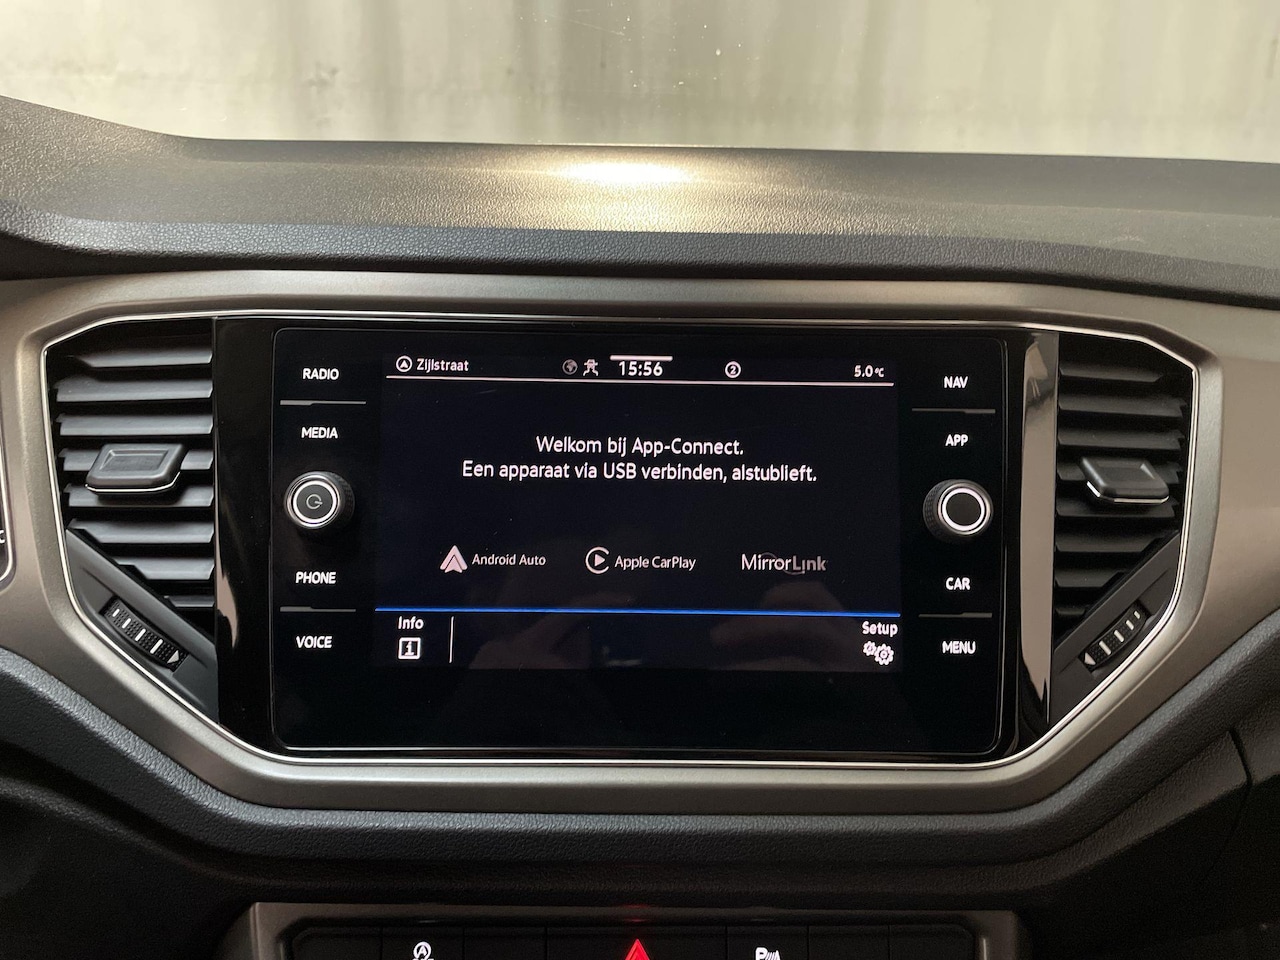 RADIO
MEDIA
PHONE
VOICE
Zijlstraat
15:56
2
5.0°C
Welkom bij App-Connect.
Een apparaat via USB verbinden, alstublieft.
Android Auto
Apple CarPlay
MirrorLink
Info
i
Setup
NAV
APP
CAR
MENU
A
P